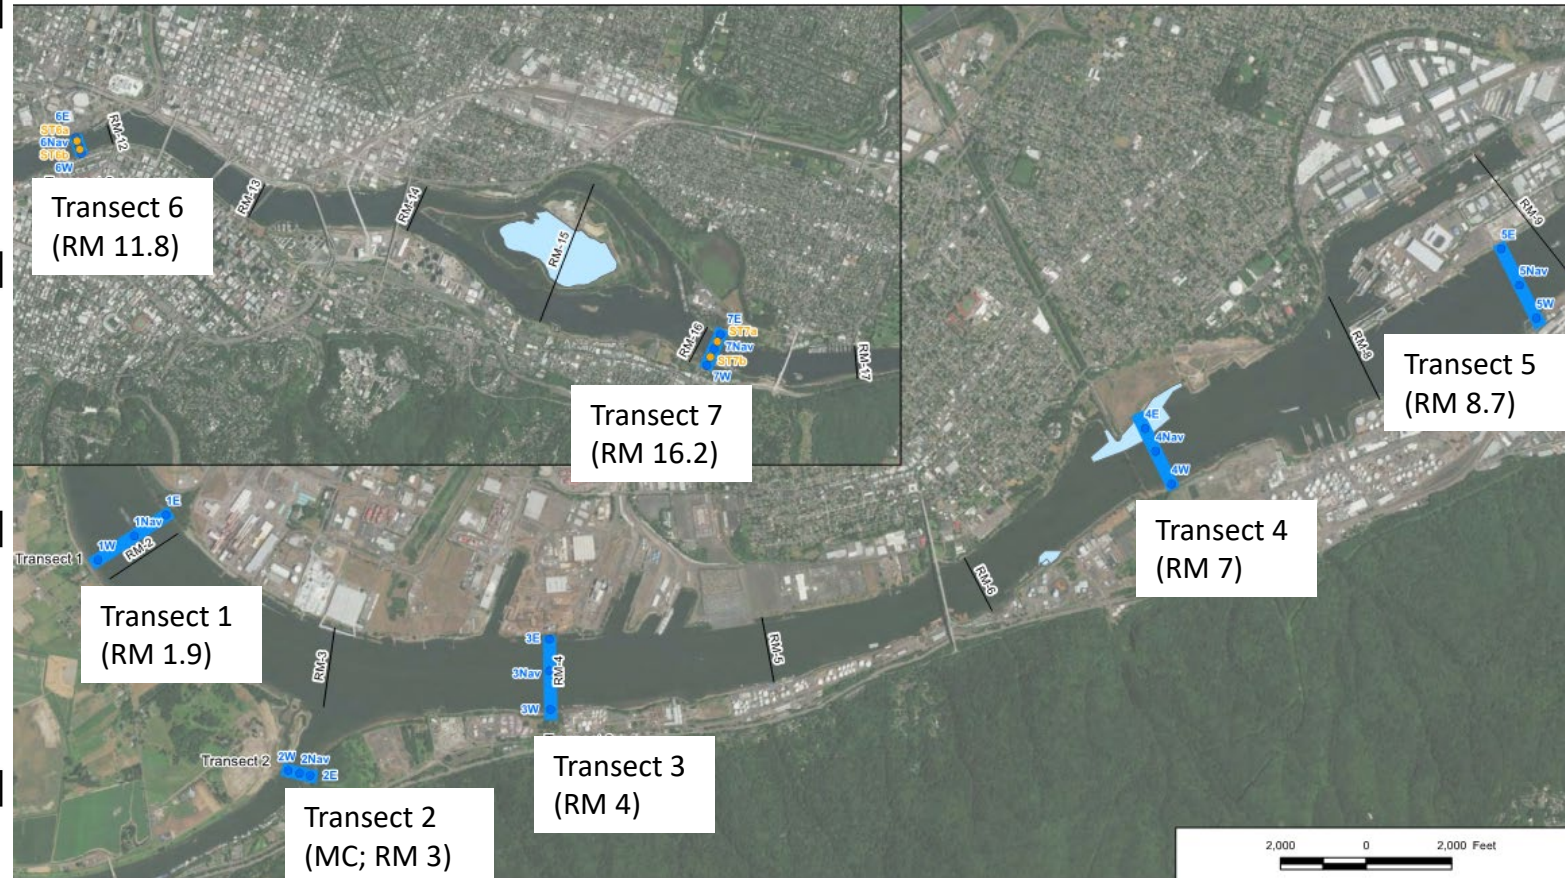 6E
ST6a
6Nav
ST6b
6W
RM-12
Transect 6
(RM 11.8)
RM-13
RM-14
RM-15
RM-16
7E
ST7a
7Nav
ST7b
7W
RM-17
Transect 7
(RM 16.2)
RM-9
5E
5Nav
5W
RM-8
Transect 5
(RM 8.7)
4E
4Nav
4W
Transect 4
(RM 7)
1E
1Nav
1W
RM-2
Transect 1
Transect 1
(RM 1.9)
RM-3
3E
3Nav
RM-4
3W
RM-5
RM-6
Transect 3
(RM 4)
Transect 2
2W
2Nav
2E
Transect 2
(MC; RM 3)
2,000 0 2,000 Feet